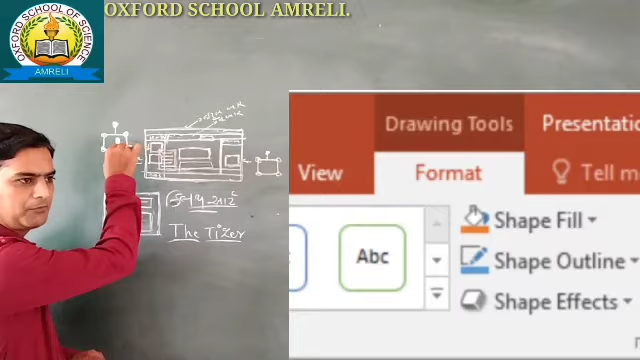 OXFORD SCHOOL AMRELI.
OXFORD SCHOOL OF SCIENCE
AMRELI
The Tizer
Drawing Tools Presentatio
View Format Tell m
Abc
Shape Fill
Shape Outline
Shape Effects